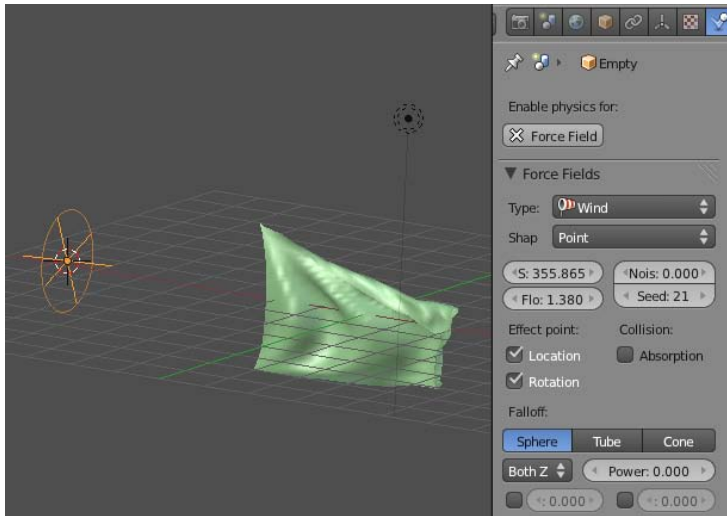 Empty
Enable physics for:
Force Field
Force Fields
Type: Wind
Shap Point
S: 355.865 Nois: 0.000
Flo: 1.380 Seed: 21
Effect point: Collision:
Location Absorption
Rotation
Falloff:
Sphere Tube Cone
Both Z Power: 0.000
: 0.000 : 0.000